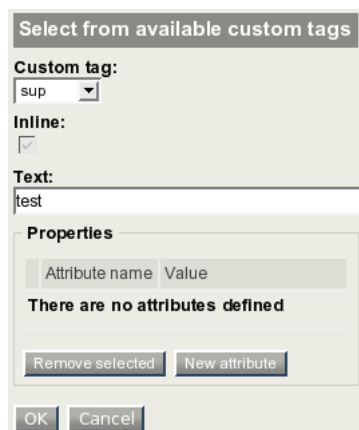 Select from available custom tags
Custom tag:
sup
Inline:
Text:
test
Properties
Attribute name Value
There are no attributes defined
Remove selected New attribute
OK Cancel